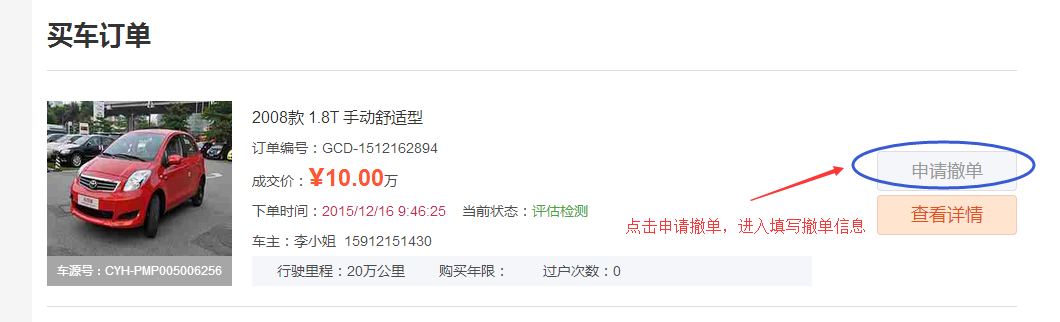 买车订单
2008款 1.8T 手动舒适型
订单编号：GCD-1512162894
成交价：¥10.00万
下单时间：2015/12/16 9:46:25 当前状态：评估检测
车主：李小姐 15912151430
车源号：CYH-PMP005006256
行驶里程：20万公里 购买年限： 过户次数：0
申请撤单
查看详情
点击申请撤单，进入填写撤单信息